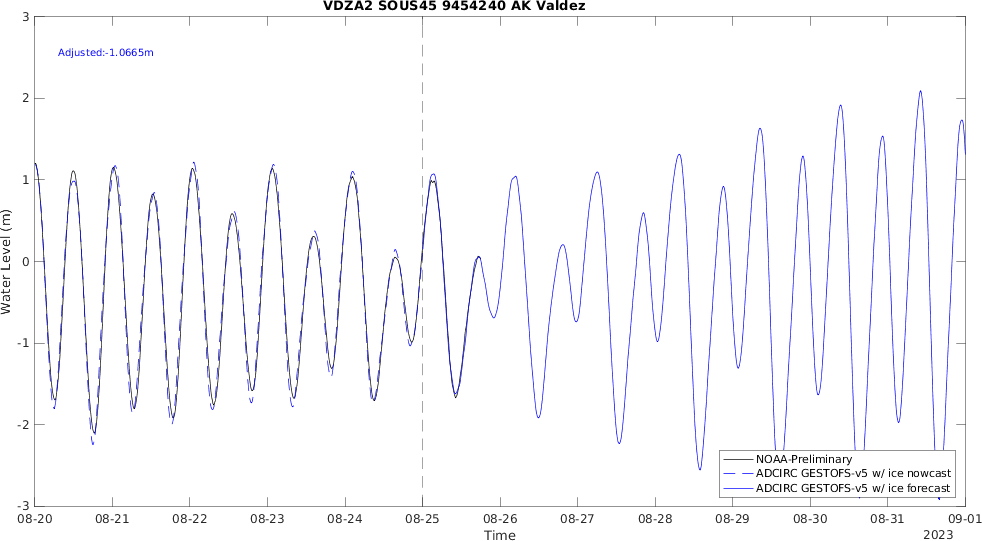 VDZA2 SOUS45 9454240 AK Valdez
3
Adjusted:-1.0665m
2
1
0
-1
-2
-3
Water Level (m)
NOAA-Preliminary
ADCIRC GESTOFS-v5 w/ ice nowcast
ADCIRC GESTOFS-v5 w/ ice forecast
08-20 08-21 08-22 08-23 08-24 08-25 08-26 08-27 08-28 08-29 08-30 08-31 09-01
Time
2023